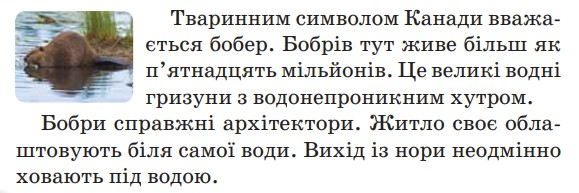 Тваринним символом Канади вважа-
ється бобер. Бобрів тут живе більш як
п’ятнадцять мільйонів. Це великі водні
гризуни з водонепроникним хутром.
Бобри справжні архітектори. Житло своє обла-
штовують біля самої води. Вихід із нори неодмінно
ховають під водою.